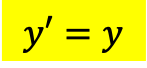 y′ = y